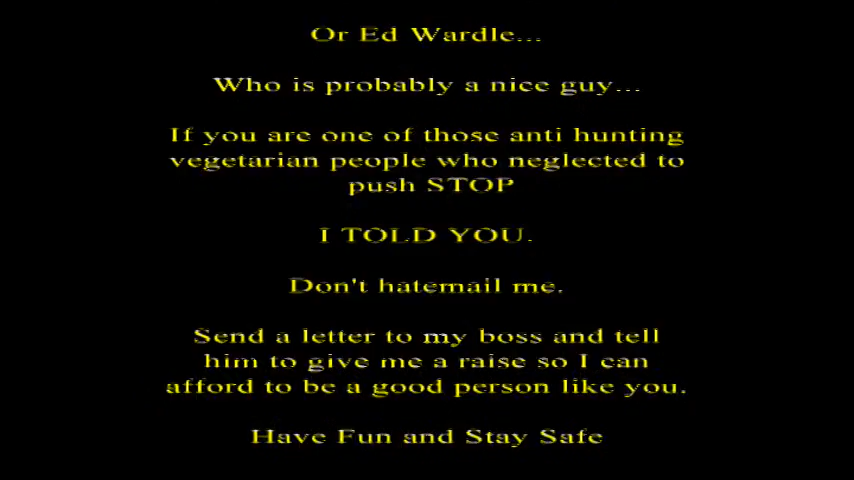 Or Ed Wardle...
Who is probably a nice guy...
If you are one of those anti hunting
vegetarian people who neglected to
push STOP
I TOLD YOU.
Don't hatemail me.
Send a letter to my boss and tell
him to give me a raise so I can
afford to be a good person like you.
Have Fun and Stay Safe